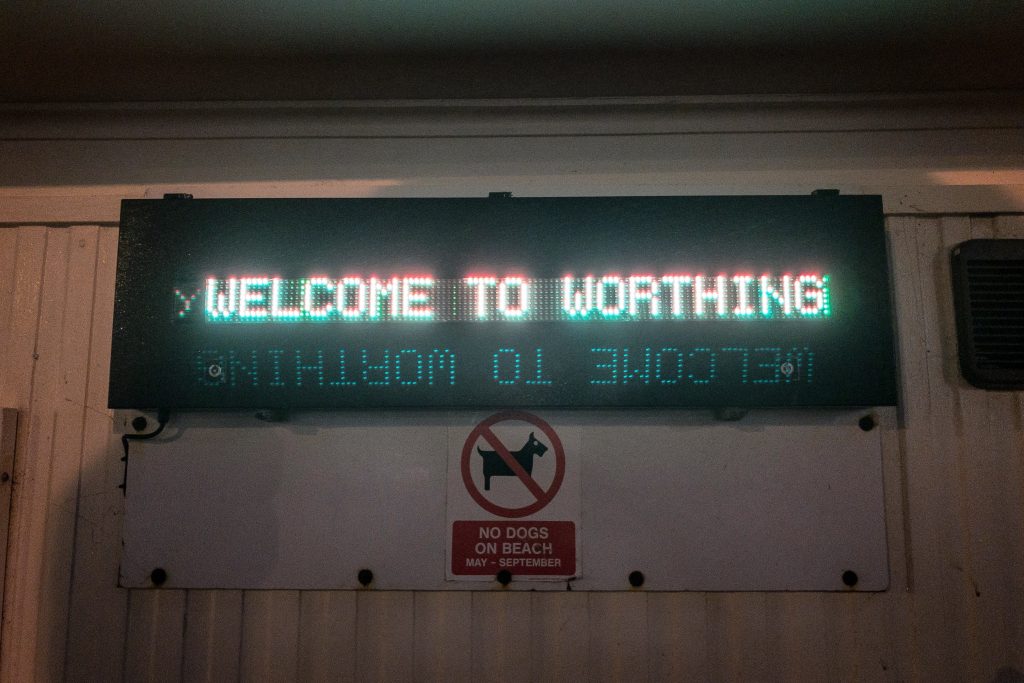 WELCOME TO WORTHING
NO DOGS
ON BEACH
MAY - SEPTEMBER